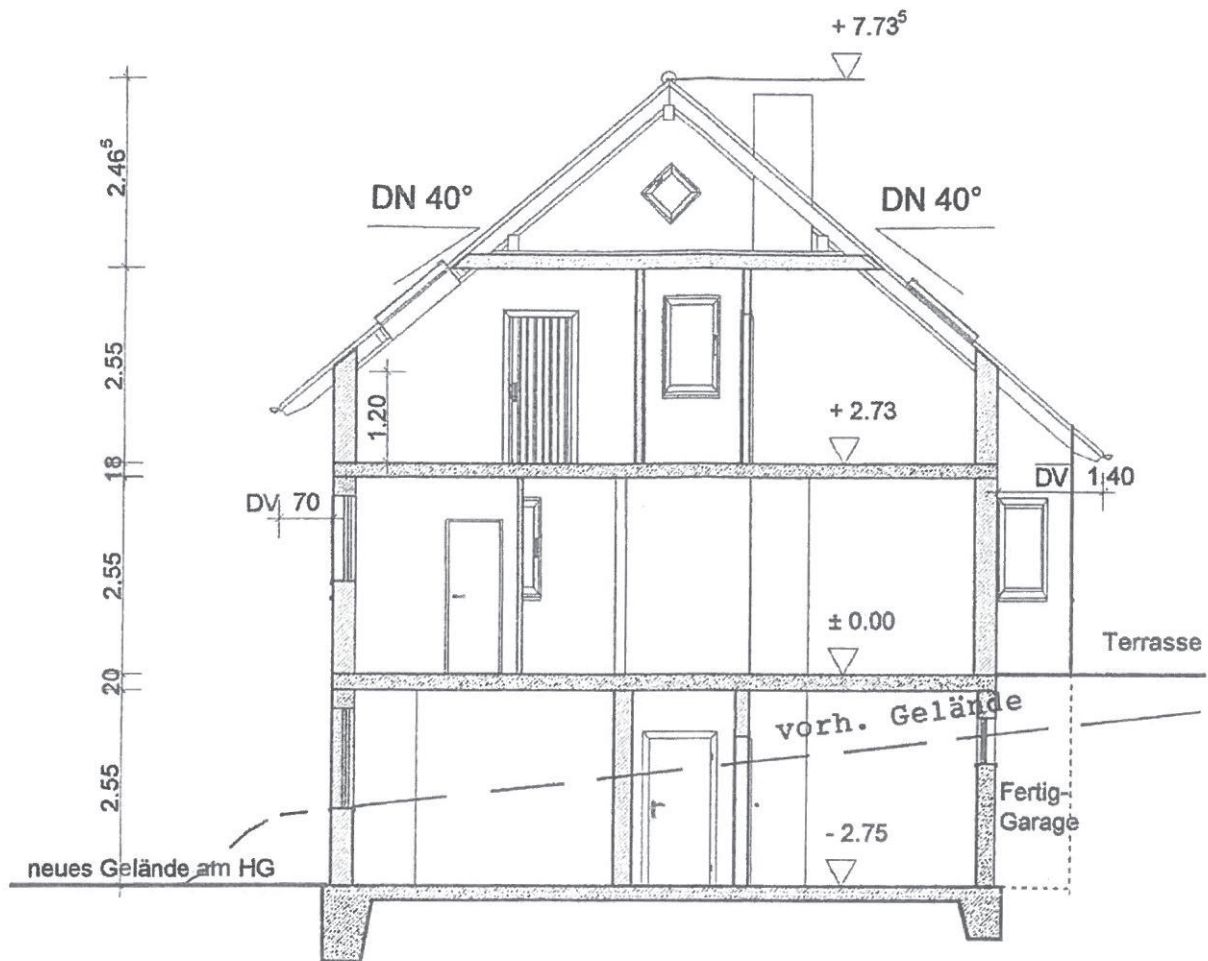 + 7.73⁵
2.46⁵
DN 40°
DN 40°
2.55
1.20
+ 2.73
18
DV 70
DV 1.40
2.55
± 0.00
Terrasse
20
vorh. Gelände
2.55
Fertig-
Garage
- 2.75
neues Gelände am HG